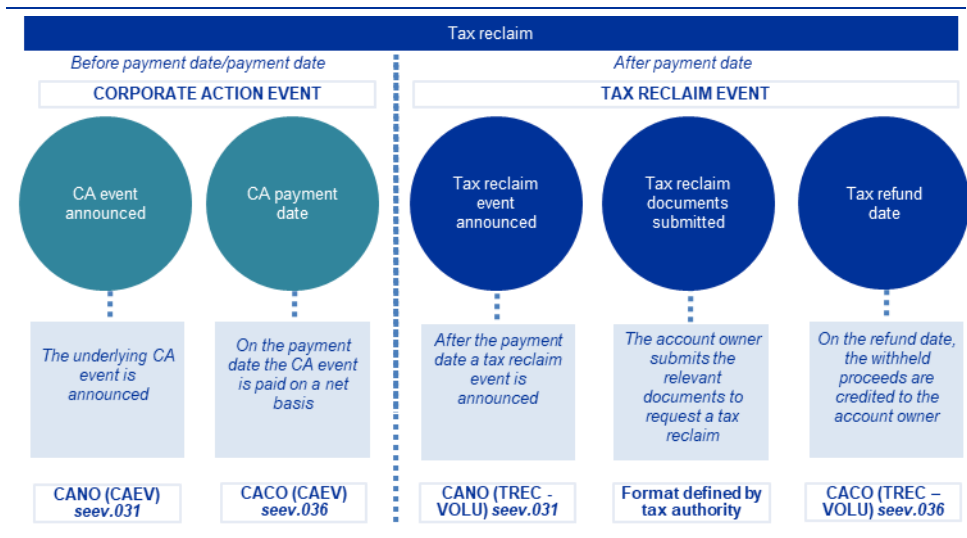 Tax reclaim
Before payment date/payment date
After payment date
CORPORATE ACTION EVENT
TAX RECLAIM EVENT
CA event
announced
CA payment
date
Tax reclaim
event
announced
Tax reclaim
documents
submitted
Tax refund
date
The underlying CA
event is
announced
On the payment
date the CA event
is paid on a net
basis
After the payment
date a tax reclaim
event is
announced
The account owner
submits the
relevant
documents to
request a tax
reclaim
On the refund date,
the withheld
proceeds are
credited to the
account owner
CANO (CAEV)
seev.031
CACO (CAEV)
seev.036
CANO (TREC -
VOLU) seev.031
Format defined by
tax authority
CACO (TREC –
VOLU) seev.036